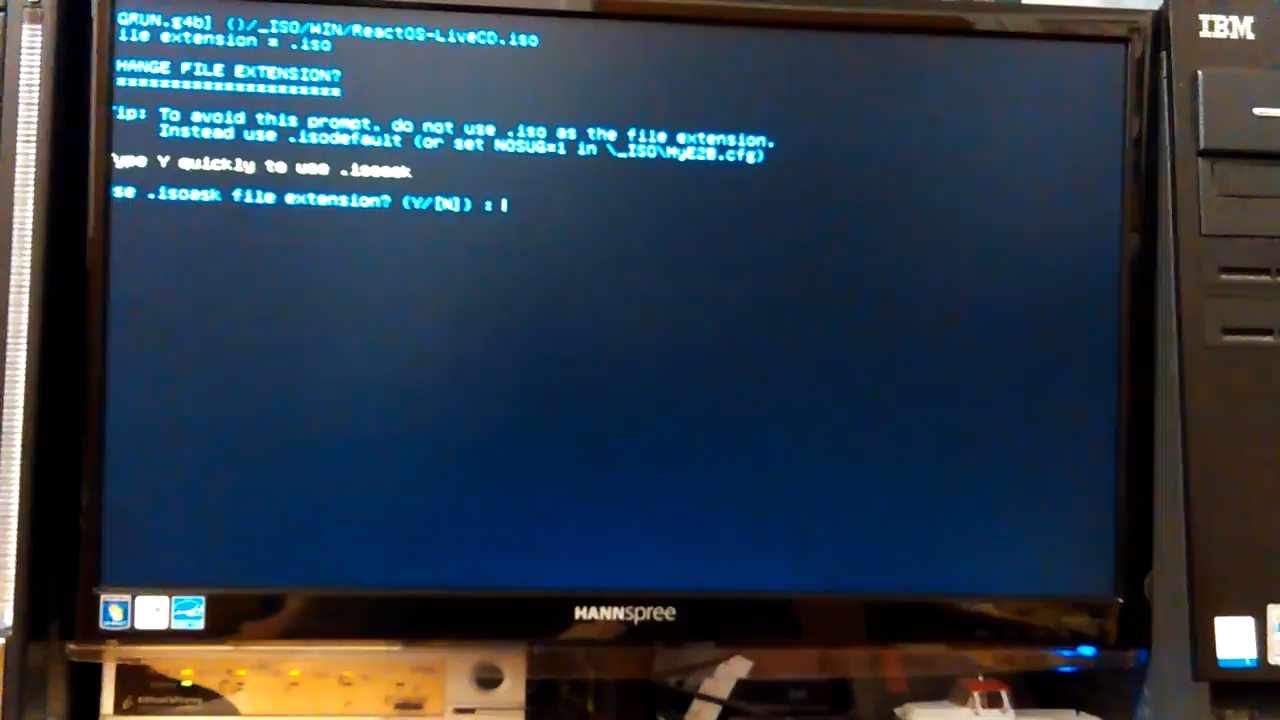 QRUN.g4b] ()/_ISO/WIN/ReactOS-LiveCD.iso
ile extension = .iso
HANGE FILE EXTENSION?
=====================
ip: To avoid this prompt, do not use .iso as the file extension.
Instead use .isodefault (or set NOSUG=1 in \_ISO\MyE2B.cfg)
ype Y quickly to use .isoask
se .isoask file extension? (Y/[N]) :
HANNspree
IBM